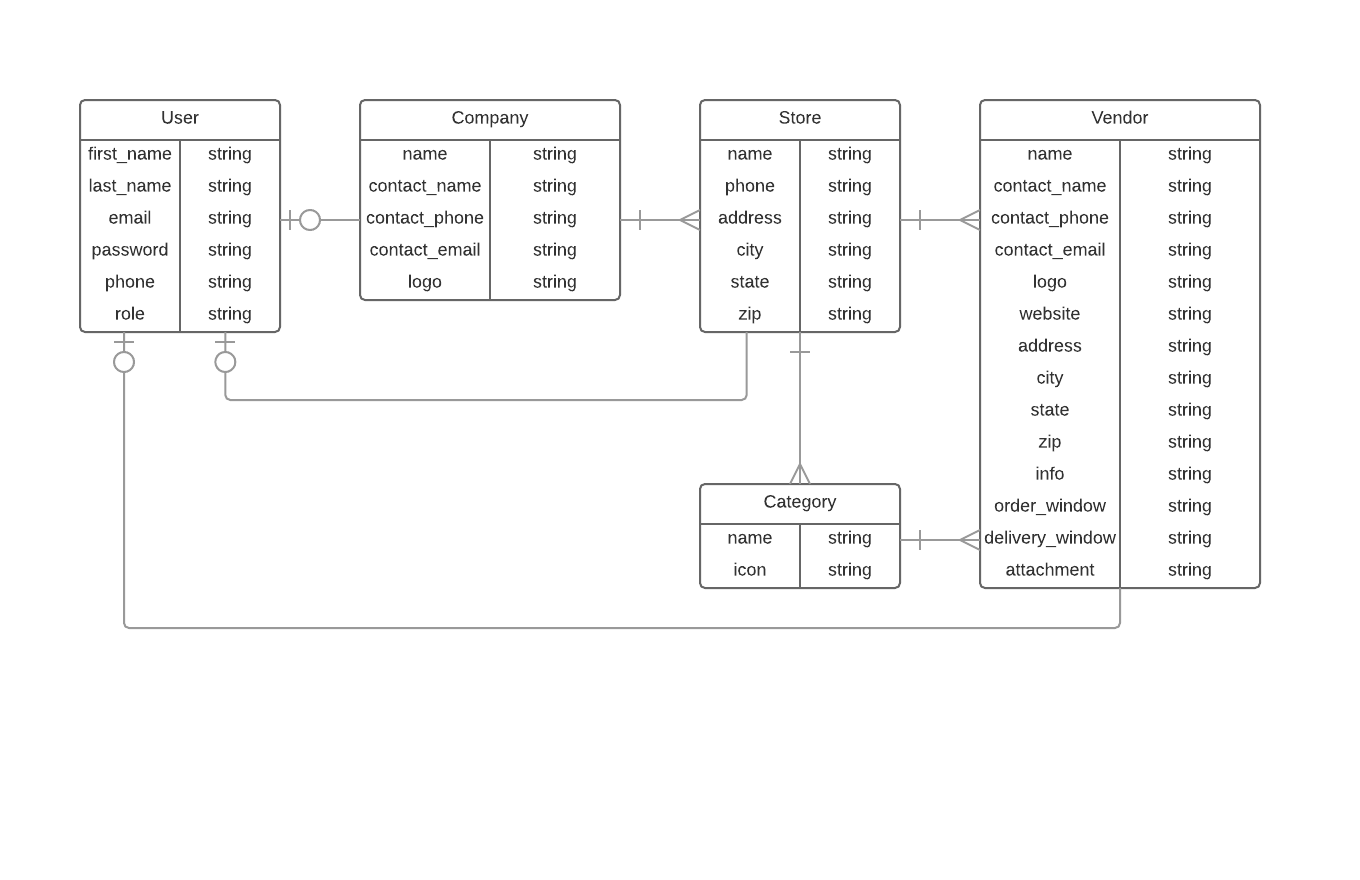 User
first_name string
last_name string
email string
password string
phone string
role string
Company
name string
contact_name string
contact_phone string
contact_email string
logo string
Store
name string
phone string
address string
city string
state string
zip string
Vendor
name string
contact_name string
contact_phone string
contact_email string
logo string
website string
address string
city string
state string
zip string
info string
order_window string
delivery_window string
attachment string
Category
name string
icon string